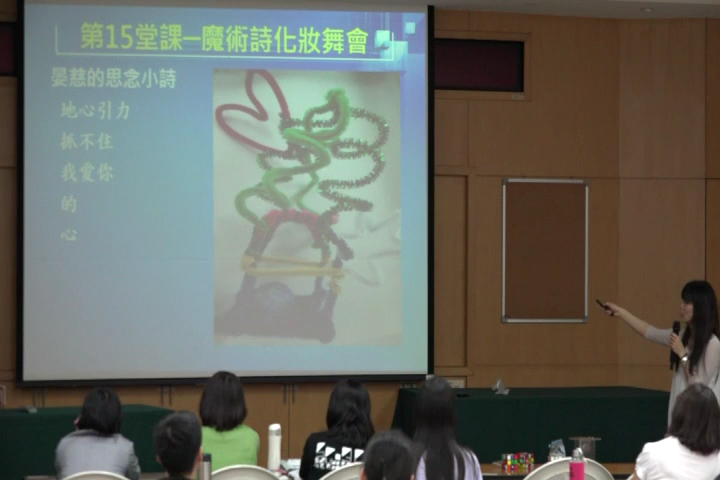 第15堂課─魔術詩化妝舞會
晏慈的思念小詩
地心引力
抓不住
我愛你
的
心